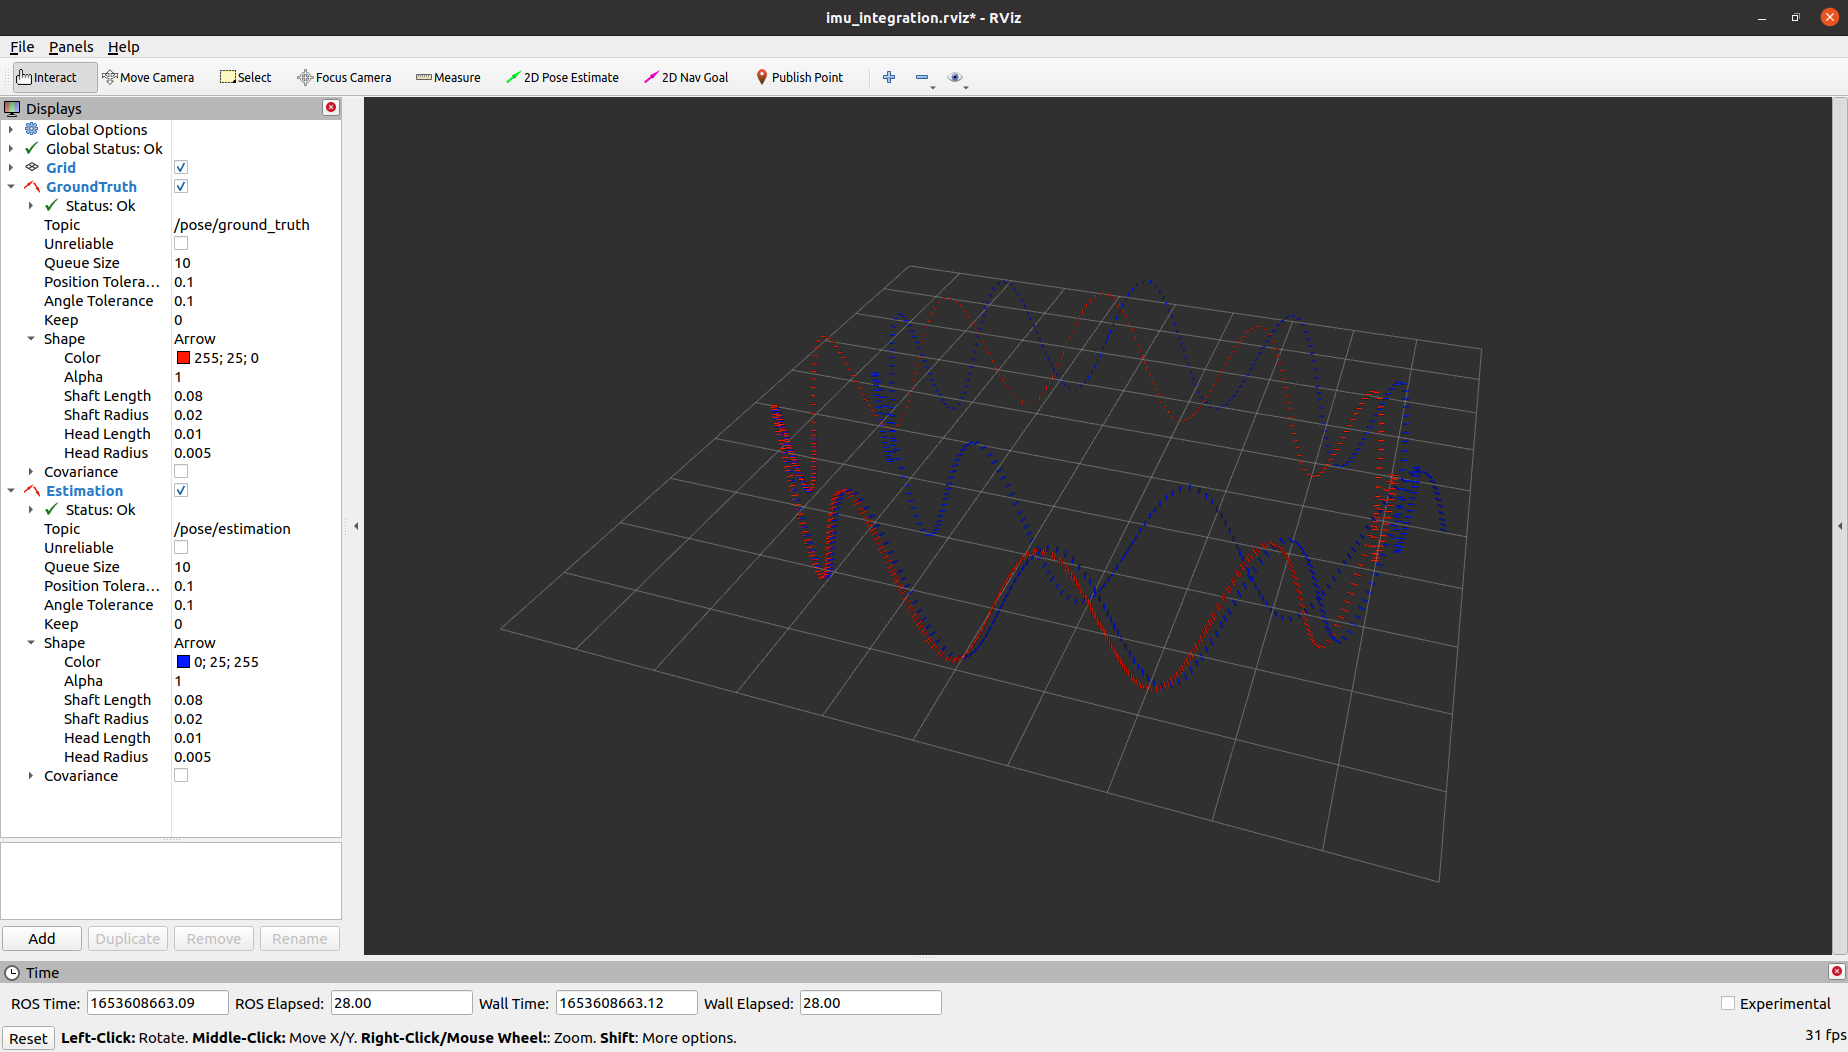 imu_integration.rviz* - RViz
File Panels Help
Interact Move Camera Select Focus Camera Measure 2D Pose Estimate 2D Nav Goal Publish Point
Displays
Global Options
Global Status: Ok
Grid
GroundTruth
Status: Ok
Topic /pose/ground_truth
Unreliable
Queue Size 10
Position Tolera... 0.1
Angle Tolerance 0.1
Keep 0
Shape Arrow
Color 255; 25; 0
Alpha 1
Shaft Length 0.08
Shaft Radius 0.02
Head Length 0.01
Head Radius 0.005
Covariance
Estimation
Status: Ok
Topic /pose/estimation
Unreliable
Queue Size 10
Position Tolera... 0.1
Angle Tolerance 0.1
Keep 0
Shape Arrow
Color 0; 25; 255
Alpha 1
Shaft Length 0.08
Shaft Radius 0.02
Head Length 0.01
Head Radius 0.005
Covariance
Add Duplicate Remove Rename
Time
ROS Time: 1653608663.09 ROS Elapsed: 28.00 Wall Time: 1653608663.12 Wall Elapsed: 28.00 Experimental
Reset Left-Click: Rotate. Middle-Click: Move X/Y. Right-Click/Mouse Wheel:: Zoom. Shift: More options. 31 fps